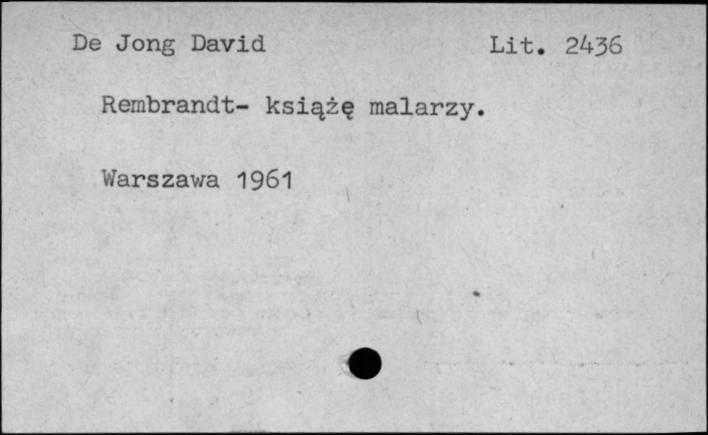 De Jong David Lit. 2436
Rembrandt- książę malarzy.
Warszawa 1961